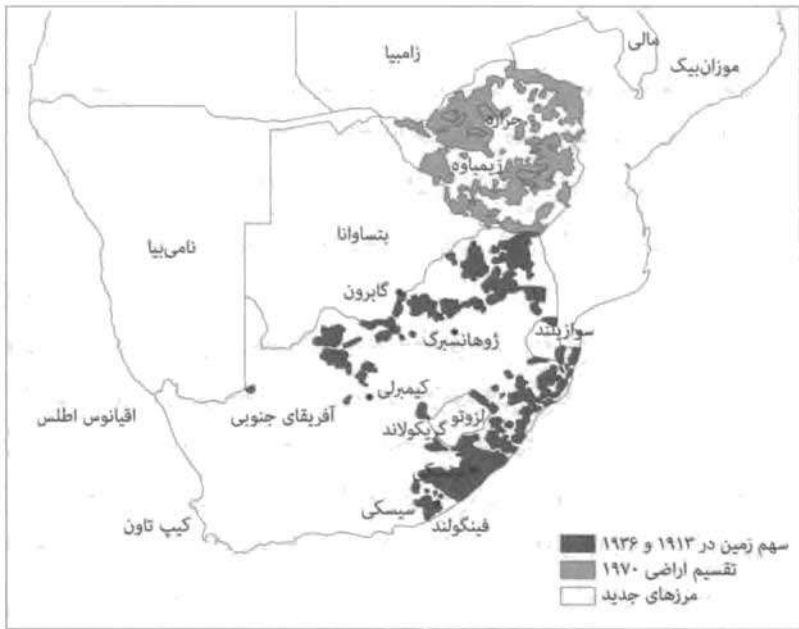 زامبیا
مالی
موزان‌بیک
حراره
زیمباوه
بتساوانا
نامی‌بیا
گابرون
سوازیلند
ژوهانسبرگ
کیمبرلی
لزوتو
آفریقای جنوبی
اقیانوس اطلس
گریکولاند
سیسکی
فینگولند
کیپ تاون
سهم زمین در ۱۹۱۳ و ۱۹۳۶
تقسیم اراضی ۱۹۷۰
مرزهای جدید